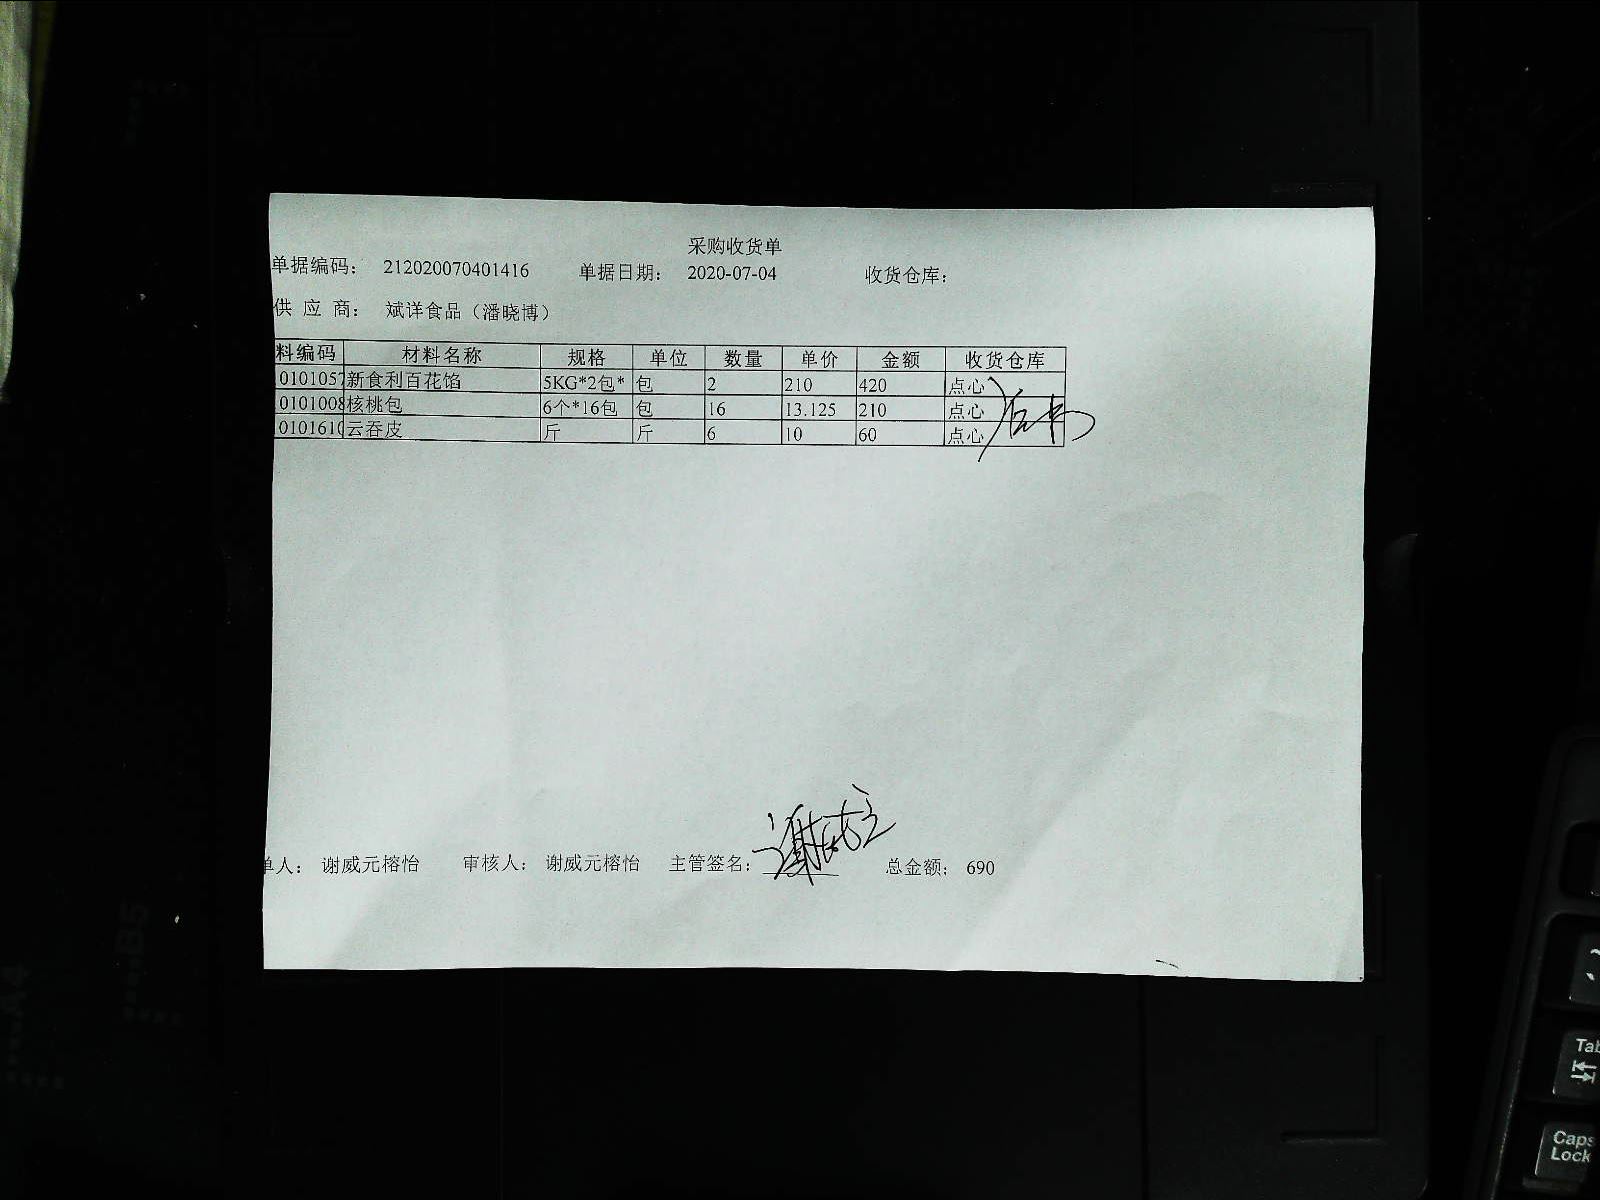 采购收货单
单据编码： 212020070401416 单据日期： 2020-07-04 收货仓库：
供 应 商： 斌洋食品（潘晓博）
料编码 材料名称 规格 单位 数量 单价 金额 收货仓库
0101057 新食利百花馅 5KG*2包* 包 2 210 420 点心
0101008 核桃包 6个*16包 包 16 13.125 210 点心
0101610 云吞皮 斤 斤 6 10 60 点心
单人： 谢威元榕怡 审核人： 谢威元榕怡 主管签名： 总金额： 690
B5
A4
Tab
Caps
Lock